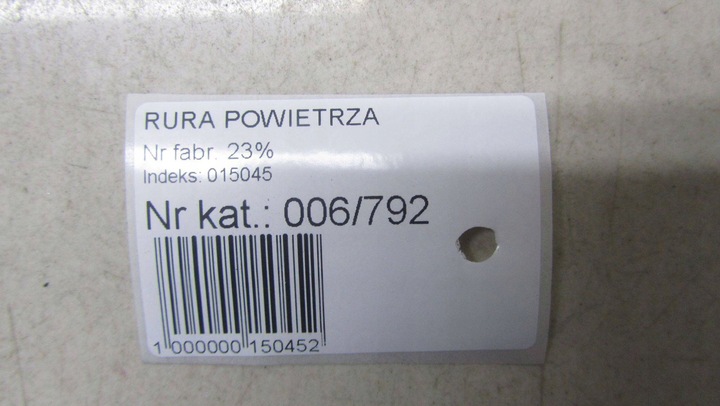 RURA POWIETRZA
Nr fabr. 23%
Indeks: 015045
Nr kat.: 006/792
1 000000 150452